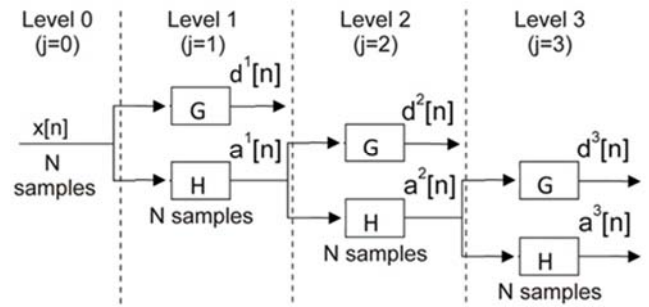 Level 0 Level 1 Level 2 Level 3
(j=0) (j=1) (j=2) (j=3)
d¹[n]
G
x[n]
N
samples
a¹[n]
H
N samples
d²[n]
G
a²[n]
H
N samples
d³[n]
G
a³[n]
H
N samples